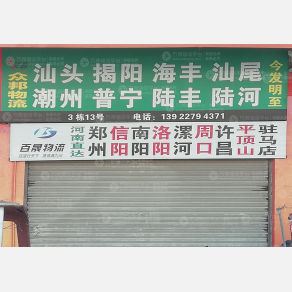 众邦物流
汕头 揭阳 海丰 汕尾
潮州 普宁 陆丰 陆河
今发明至
3 栋13号 电话：139 2279 4371
百晟物流
河南直达
郑州 信阳 南阳 洛阳 漯河 周口 许昌 平顶山 驻马店